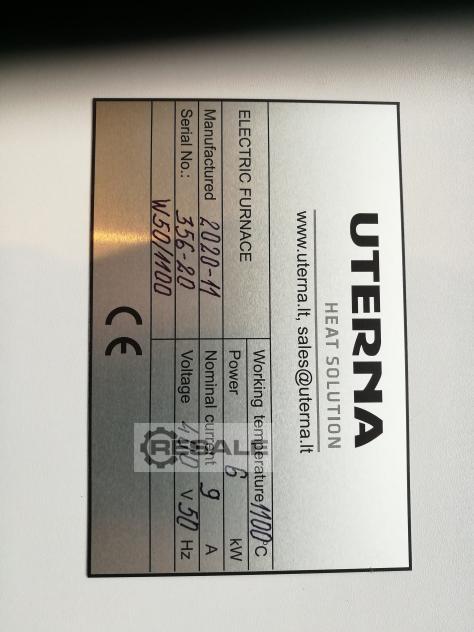 UTERNA
HEAT SOLUTION
www.uterna.lt, sales@uterna.lt
ELECTRIC FURNACE
Working temperature 1100 °C
Power 6 kW
Manufactured 2020-11
Nominal current 9 A
Serial No.: 356-20
Voltage 400 V 50 Hz
W50/1100
CE
RESALE